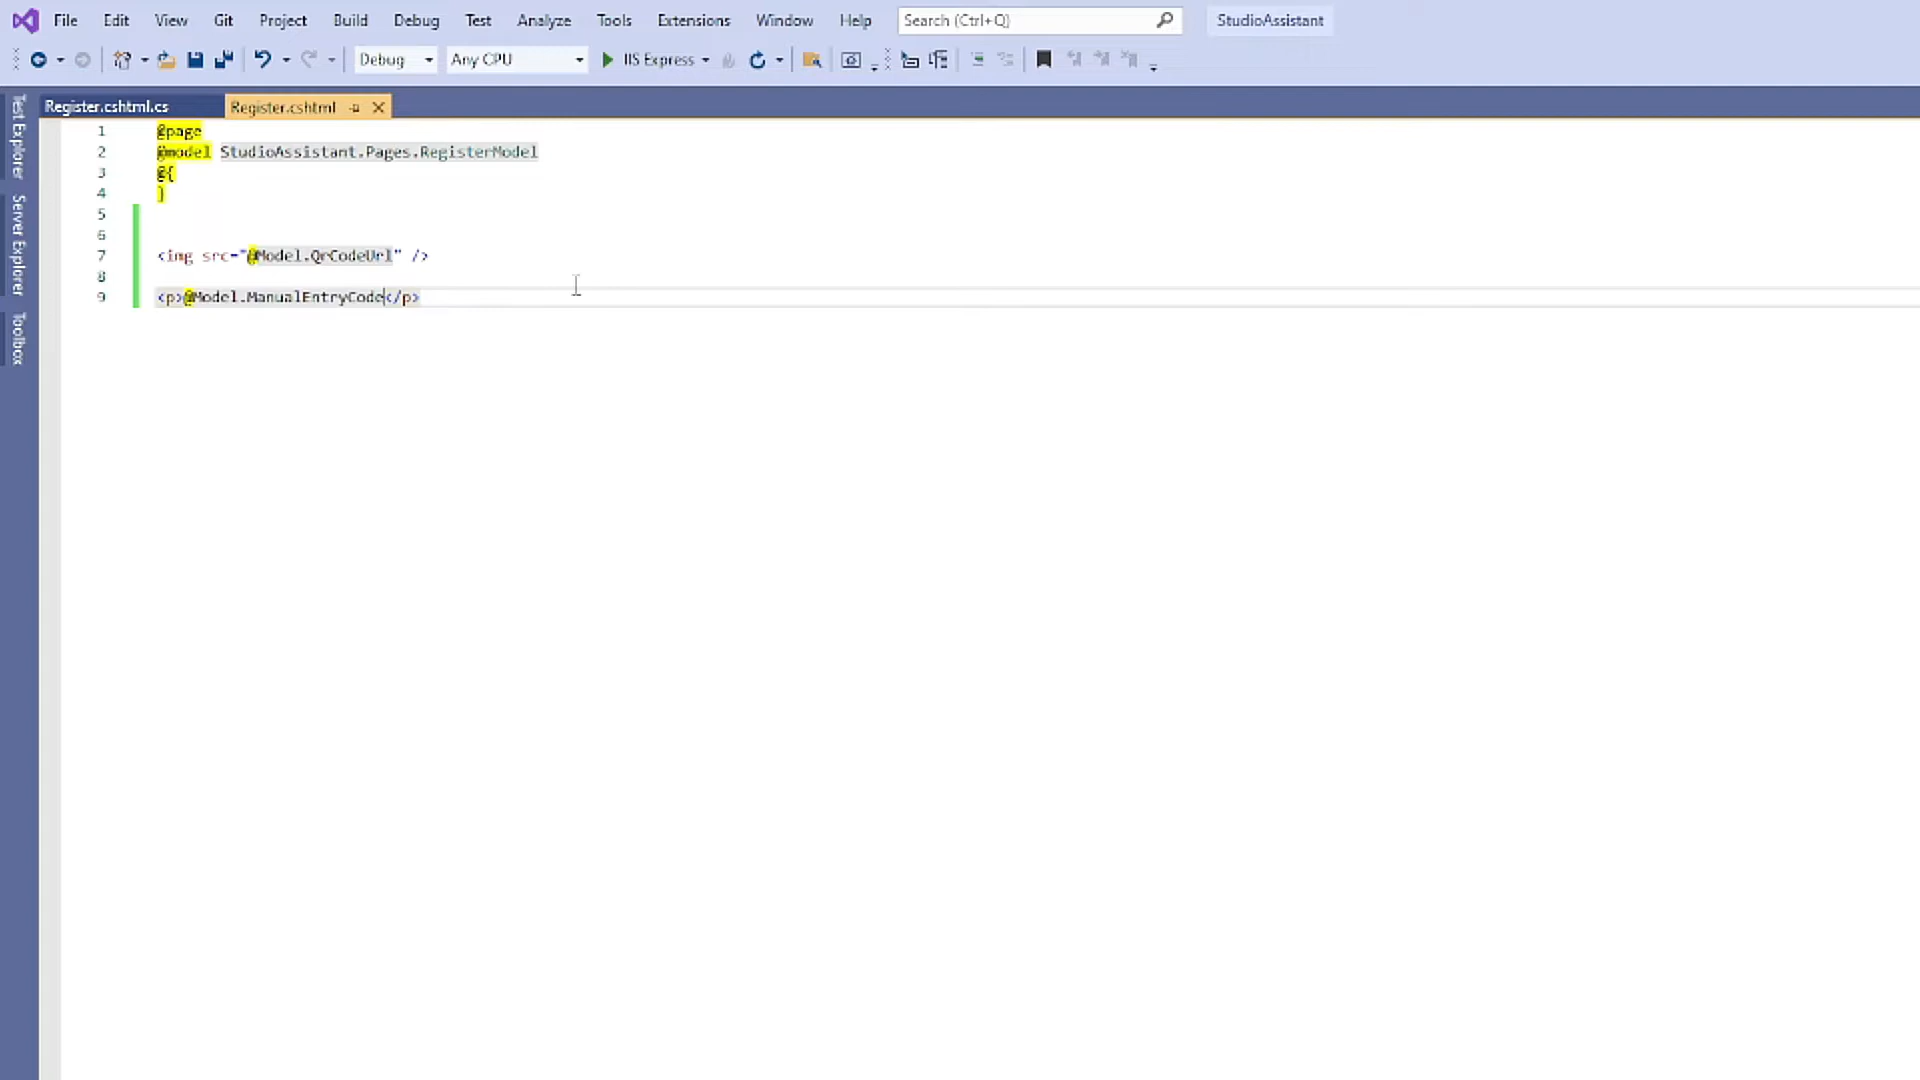 File Edit View Git Project Build Debug Test Analyze Tools Extensions Window Help Search (Ctrl+Q) StudioAssistant
Debug Any CPU IIS Express
Register.cshtml.cs Register.cshtml
Test Explorer
Server Explorer
Toolbox
1 @page
2 @model StudioAssistant.Pages.RegisterModel
3 @{
4 }
5
6
7 <img src="@Model.QrCodeUrl" />
8
9 <p>@Model.ManualEntryCode</p>